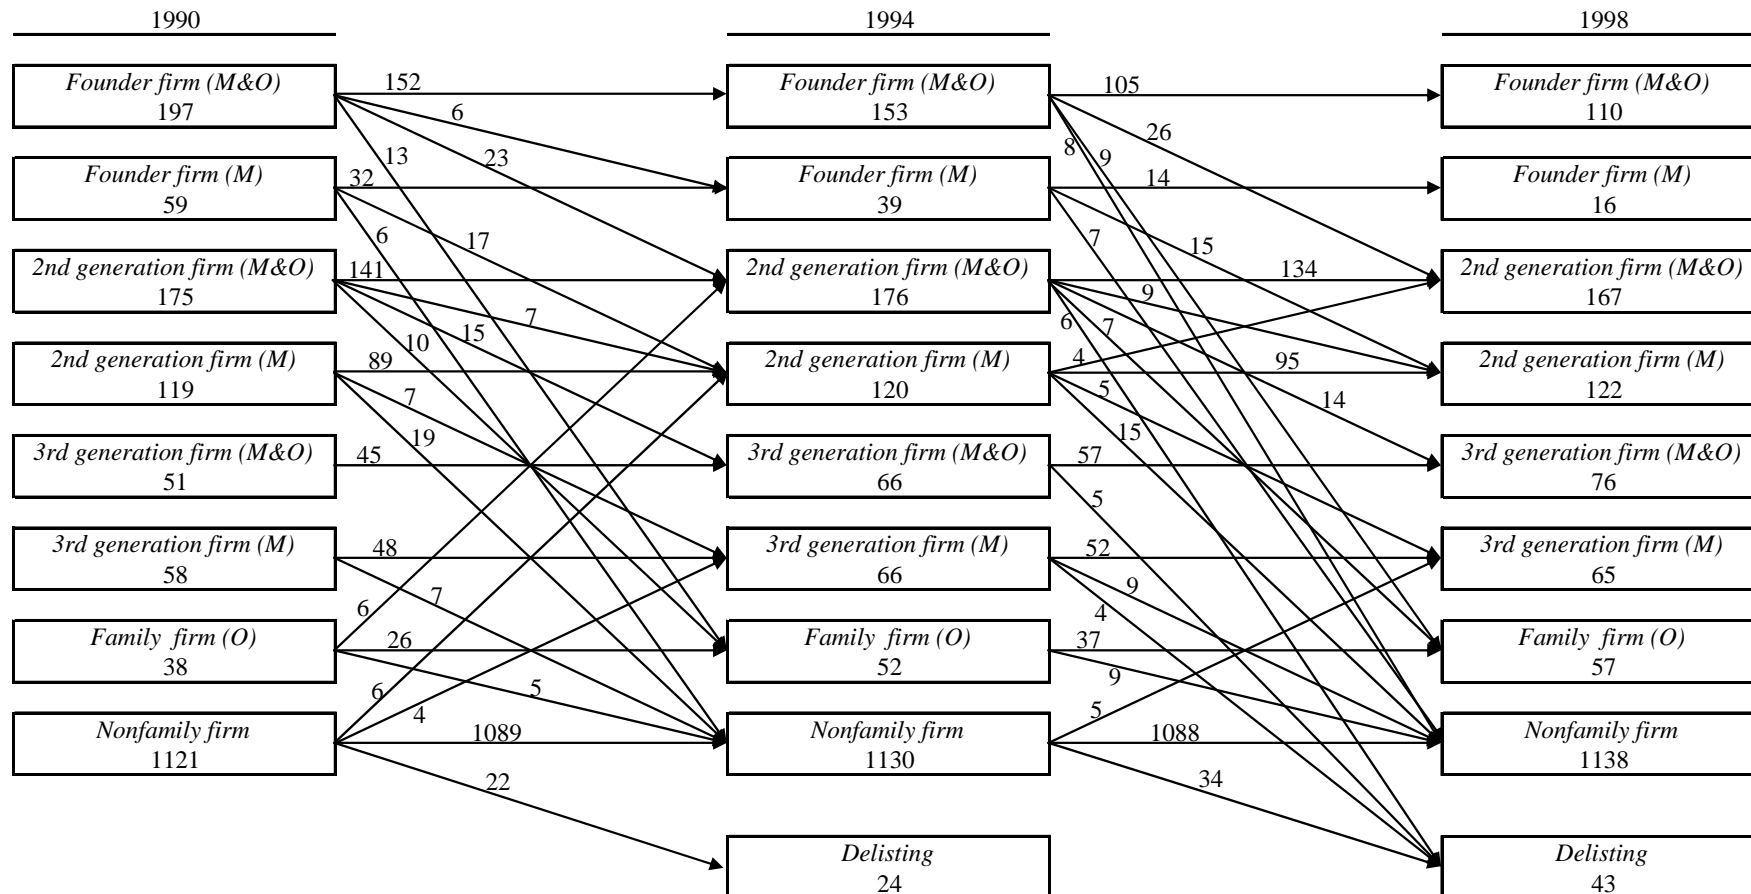 1990 1994 1998
Founder firm (M&O) 152 Founder firm (M&O) 105 Founder firm (M&O)
197 6 153 26 110
13 23 8 9
Founder firm (M) 32 Founder firm (M) 14 Founder firm (M)
59 39 16
6 17 7 15
2nd generation firm (M&O) 141 2nd generation firm (M&O) 134 2nd generation firm (M&O)
175 176 9 167
10 15 7 6 7
2nd generation firm (M) 89 2nd generation firm (M) 4 95 2nd generation firm (M)
119 7 120 5 14 122
19 15
3rd generation firm (M&O) 45 3rd generation firm (M&O) 57 3rd generation firm (M&O)
51 66 5 76
3rd generation firm (M) 48 3rd generation firm (M) 52 3rd generation firm (M)
58 7 66 9 65
6 4
Family  firm (O) 26 Family  firm (O) 37 Family  firm (O)
38 5 52 9 57
6 4 5
Nonfamily firm 1089 Nonfamily firm 1088 Nonfamily firm
1121 1130 1138
22 34
Delisting Delisting
24 43